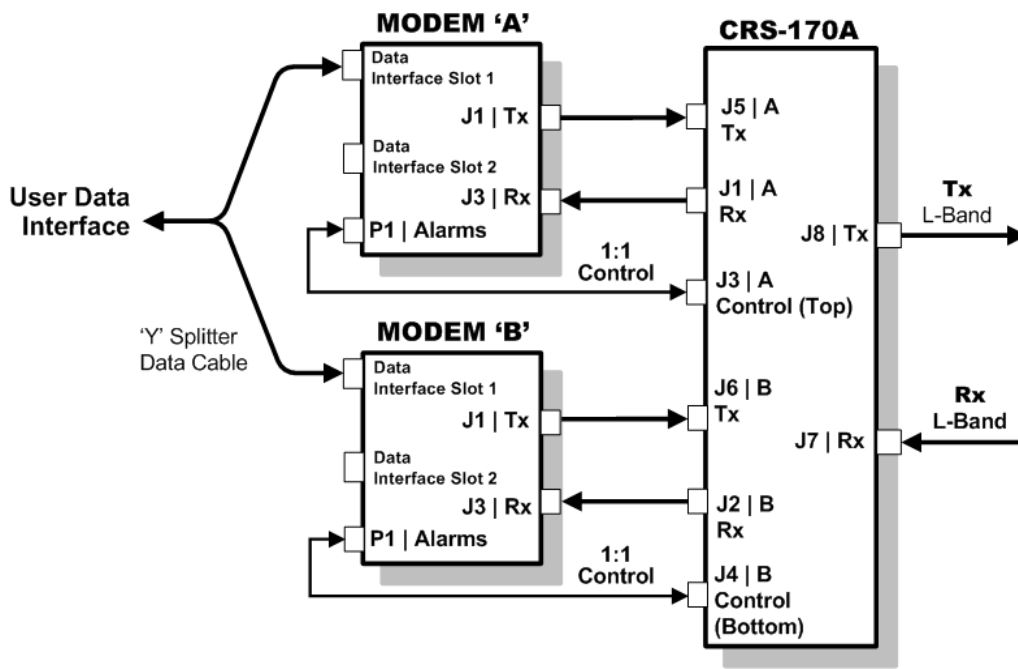 MODEM ‘A’
CRS-170A
Data
Interface Slot 1
J1 | Tx
Data
Interface Slot 2
J3 | Rx
P1 | Alarms
User Data
Interface
‘Y’ Splitter
Data Cable
1:1
Control
J5 | A
Tx
J1 | A
Rx
J3 | A
Control (Top)
J8 | Tx
Tx
L-Band
MODEM ‘B’
Data
Interface Slot 1
J1 | Tx
Data
Interface Slot 2
J3 | Rx
P1 | Alarms
1:1
Control
J6 | B
Tx
J2 | B
Rx
J4 | B
Control
(Bottom)
J7 | Rx
Rx
L-Band